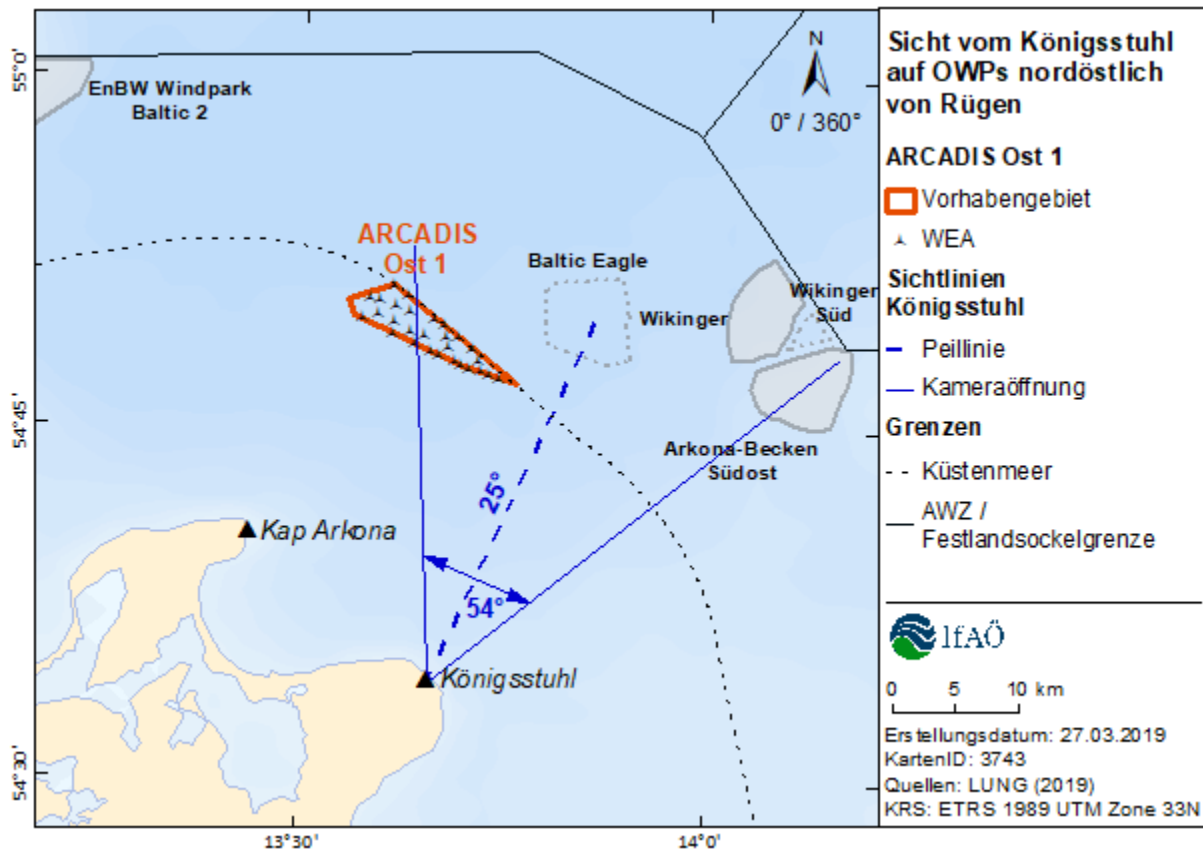 55°0'
54°45'
54°30'
13°30'
14°0'
EnBW Windpark
Baltic 2
N
0° / 360°
ARCADIS
Ost 1
Baltic Eagle
Wikinger
Wikinger
Süd
Arkona-Becken
Südost
25°
54°
Kap Arkona
Königsstuhl
Sicht vom Königsstuhl
auf OWPs nordöstlich
von Rügen
ARCADIS Ost 1
Vorhabengebiet
WEA
Sichtlinien
Königsstuhl
Peillinie
Kameraöffnung
Grenzen
Küstenmeer
AWZ /
Festlandsockelgrenze
IfAÖ
0 5 10 km
Erstellungsdatum: 27.03.2019
KartenID: 3743
Quellen: LUNG (2019)
KRS: ETRS 1989 UTM Zone 33N